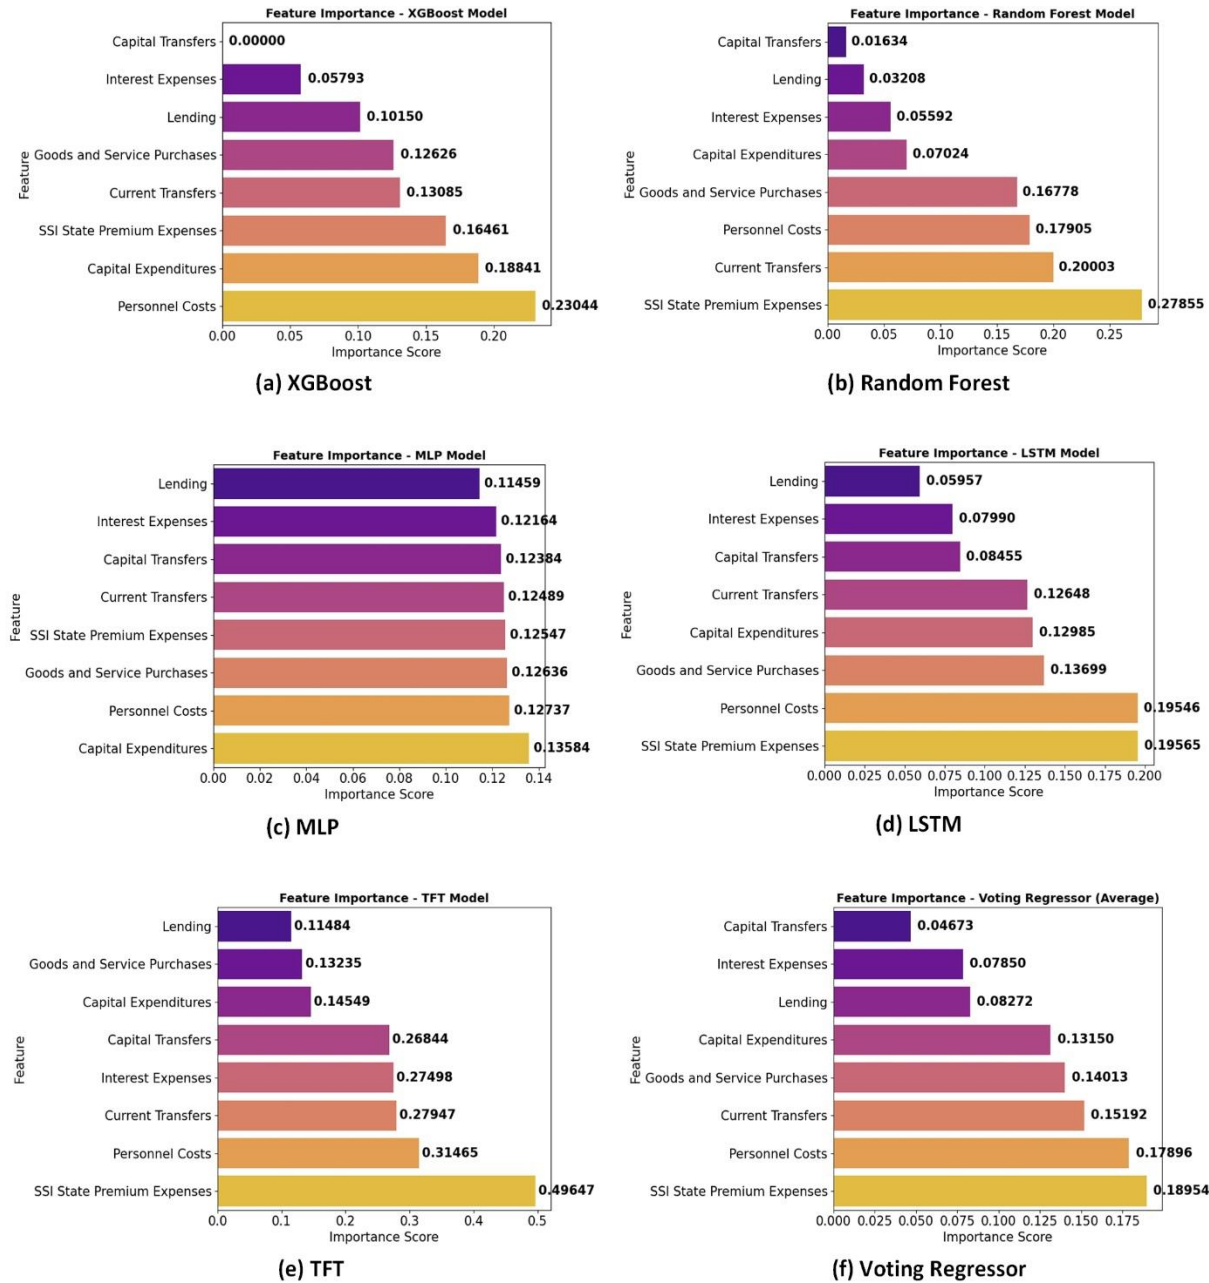 Feature Importance - XGBoost Model
Capital Transfers 0.00000
Interest Expenses 0.05793
Lending 0.10150
Goods and Service Purchases 0.12626
Current Transfers 0.13085
SSI State Premium Expenses 0.16461
Capital Expenditures 0.18841
Personnel Costs 0.23044
Feature
0.00 0.05 0.10 0.15 0.20
Importance Score
(a) XGBoost
Feature Importance - Random Forest Model
Capital Transfers 0.01634
Lending 0.03208
Interest Expenses 0.05592
Capital Expenditures 0.07024
Goods and Service Purchases 0.16778
Personnel Costs 0.17905
Current Transfers 0.20003
SSI State Premium Expenses 0.27855
Feature
0.00 0.05 0.10 0.15 0.20 0.25
Importance Score
(b) Random Forest
Feature Importance - MLP Model
Lending 0.11459
Interest Expenses 0.12164
Capital Transfers 0.12384
Current Transfers 0.12489
SSI State Premium Expenses 0.12547
Goods and Service Purchases 0.12636
Personnel Costs 0.12737
Capital Expenditures 0.13584
Feature
0.00 0.02 0.04 0.06 0.08 0.10 0.12 0.14
Importance Score
(c) MLP
Feature Importance - LSTM Model
Lending 0.05957
Interest Expenses 0.07990
Capital Transfers 0.08455
Current Transfers 0.12648
Capital Expenditures 0.12985
Goods and Service Purchases 0.13699
Personnel Costs 0.19546
SSI State Premium Expenses 0.19565
Feature
0.000 0.025 0.050 0.075 0.100 0.125 0.150 0.175 0.200
Importance Score
(d) LSTM
Feature Importance - TFT Model
Lending 0.11484
Goods and Service Purchases 0.13235
Capital Expenditures 0.14549
Capital Transfers 0.26844
Interest Expenses 0.27498
Current Transfers 0.27947
Personnel Costs 0.31465
SSI State Premium Expenses 0.49647
Feature
0.0 0.1 0.2 0.3 0.4 0.5
Importance Score
(e) TFT
Feature Importance - Voting Regressor (Average)
Capital Transfers 0.04673
Interest Expenses 0.07850
Lending 0.08272
Capital Expenditures 0.13150
Goods and Service Purchases 0.14013
Current Transfers 0.15192
Personnel Costs 0.17896
SSI State Premium Expenses 0.18954
Feature
0.000 0.025 0.050 0.075 0.100 0.125 0.150 0.175
Importance Score
(f) Voting Regressor